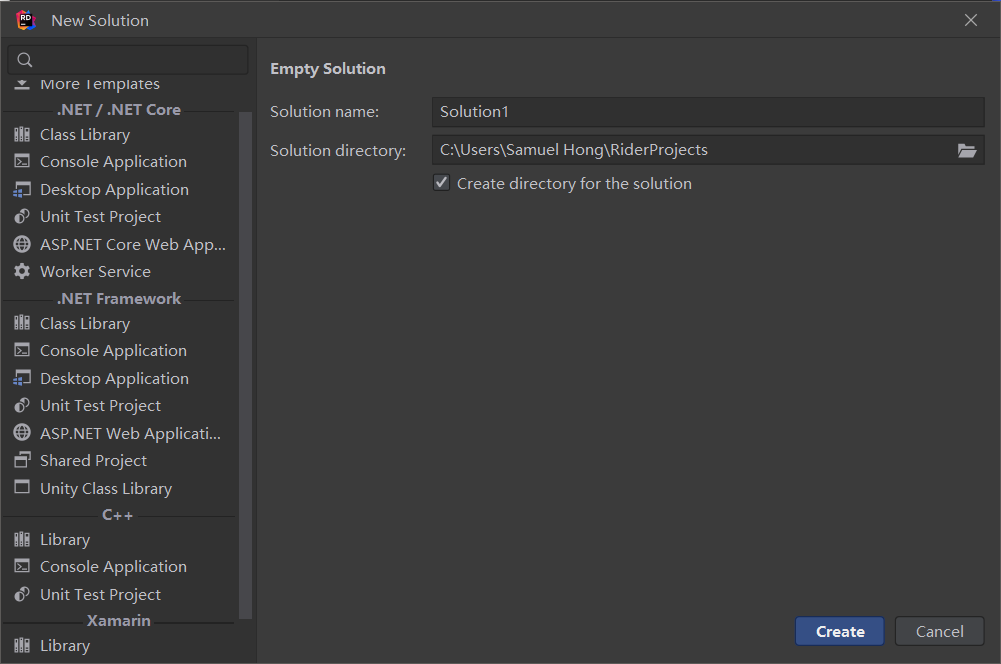 RD New Solution
More Templates
.NET / .NET Core
Class Library
Console Application
Desktop Application
Unit Test Project
ASP.NET Core Web App...
Worker Service
.NET Framework
Class Library
Console Application
Desktop Application
Unit Test Project
ASP.NET Web Applicati...
Shared Project
Unity Class Library
C++
Library
Console Application
Unit Test Project
Xamarin
Library
Empty Solution
Solution name: Solution1
Solution directory: C:\Users\Samuel Hong\RiderProjects
Create directory for the solution
Create Cancel